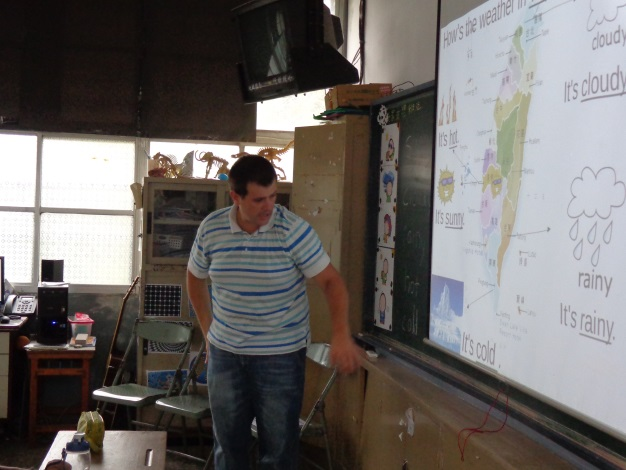 How's the weather in
cloudy
It's cloudy
It's hot.
It's sunny.
rainy
It's rainy.
It's cold.